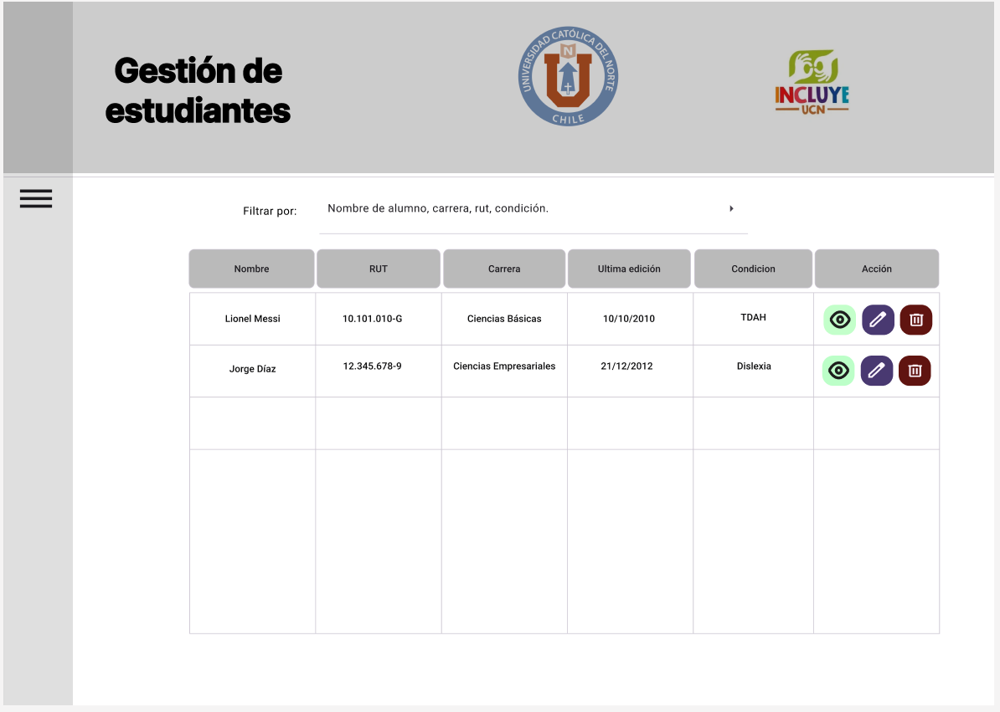 Gestión de
estudiantes
UNIVERSIDAD CATÓLICA DEL NORTE
N
U
CHILE
INCLUYE
UCN
Filtrar por:
Nombre de alumno, carrera, rut, condición.
Nombre RUT Carrera Ultima edición Condicion Acción
Lionel Messi 10.101.010-G Ciencias Básicas 10/10/2010 TDAH
Jorge Díaz 12.345.678-9 Ciencias Empresariales 21/12/2012 Dislexia